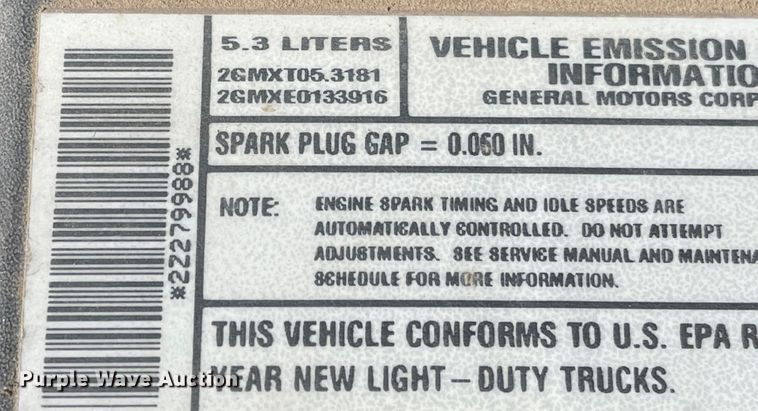 5.3 LITERS
2GMXT05.3181
2GMXE0133916
VEHICLE EMISSION
INFORMATIO
GENERAL MOTORS CORP
SPARK PLUG GAP = 0.060 IN.
NOTE: ENGINE SPARK TIMING AND IDLE SPEEDS ARE
AUTOMATICALLY CONTROLLED. DO NOT ATTEMPT
ADJUSTMENTS. SEE SERVICE MANUAL AND MAINTENA
SCHEDULE FOR MORE INFORMATION.
THIS VEHICLE CONFORMS TO U.S. EPA R
YEAR NEW LIGHT-DUTY TRUCKS.
*22279988*
Purple Wave Auction